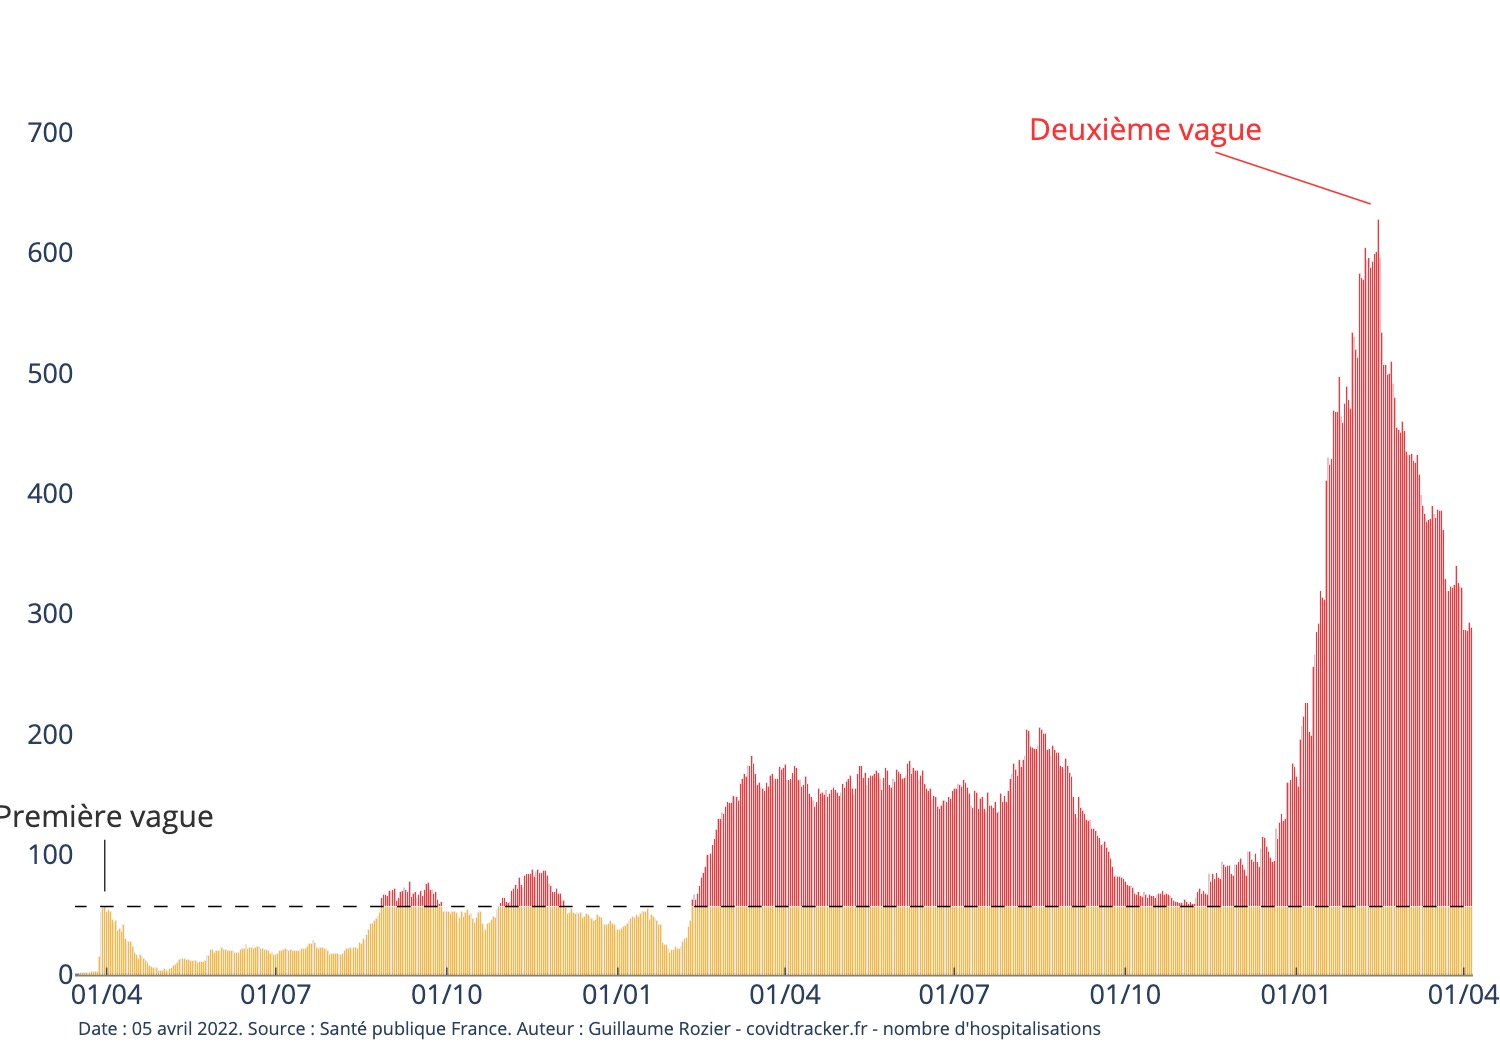 700
Deuxième vague
600
500
400
300
200
Première vague
100
0
01/04 01/07 01/10 01/01 01/04 01/07 01/10 01/01 01/04
Date : 05 avril 2022. Source : Santé publique France. Auteur : Guillaume Rozier - covidtracker.fr - nombre d'hospitalisations